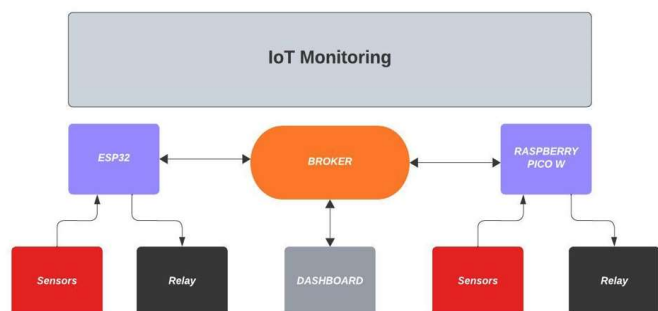 IoT Monitoring
ESP32
BROKER
RASPBERRY
PICO W
Sensors
Relay
DASHBOARD
Sensors
Relay